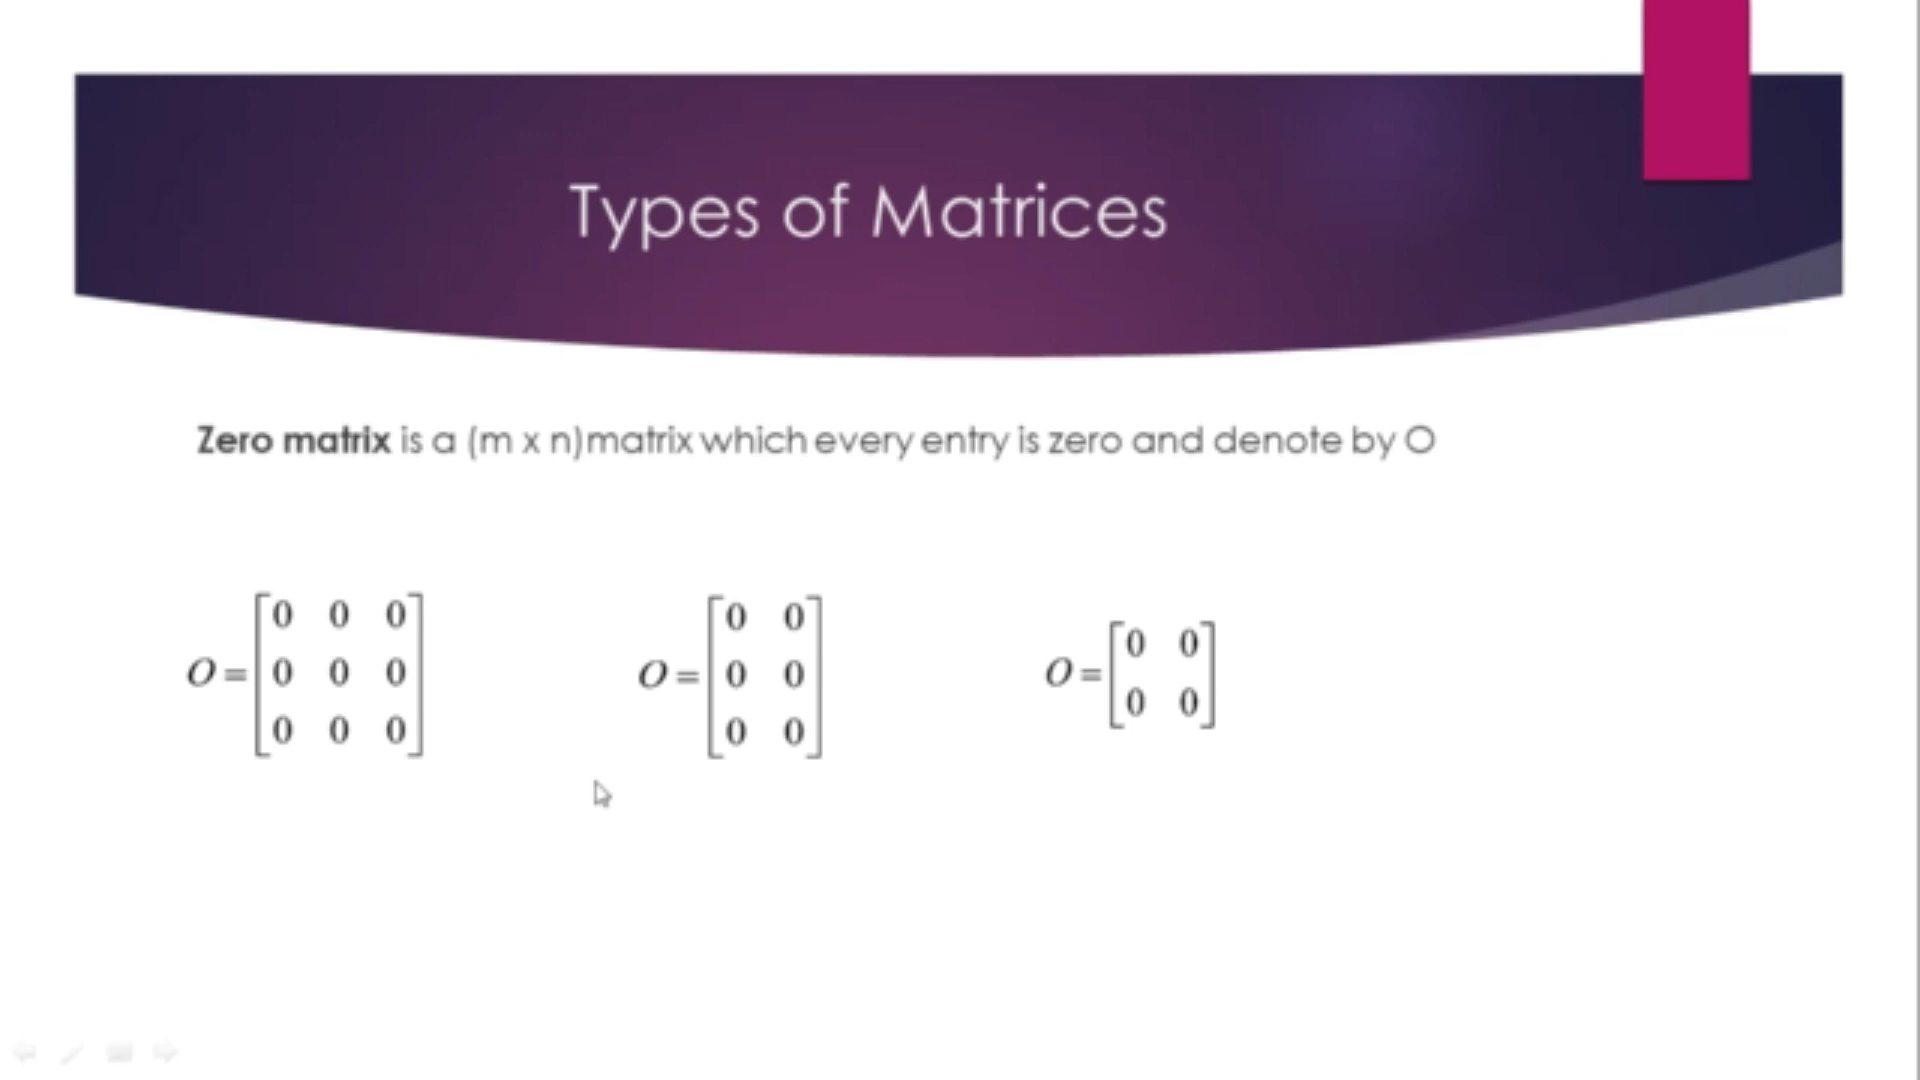 Types of Matrices
Zero matrix is a (m x n)matrix which every entry is zero and denote by O
O = [0 0 0
0 0 0
0 0 0]
O = [0 0
0 0
0 0]
O = [0 0
0 0]